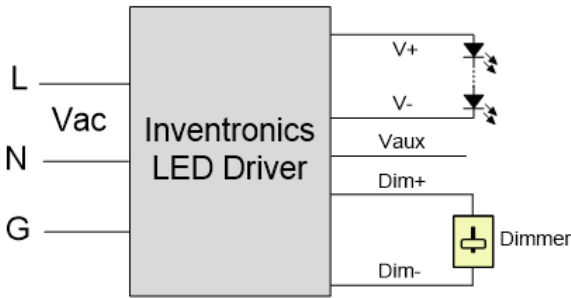 L
Vac
N
G
Inventronics
LED Driver
V+
V-
Vaux
Dim+
Dimmer
Dim-